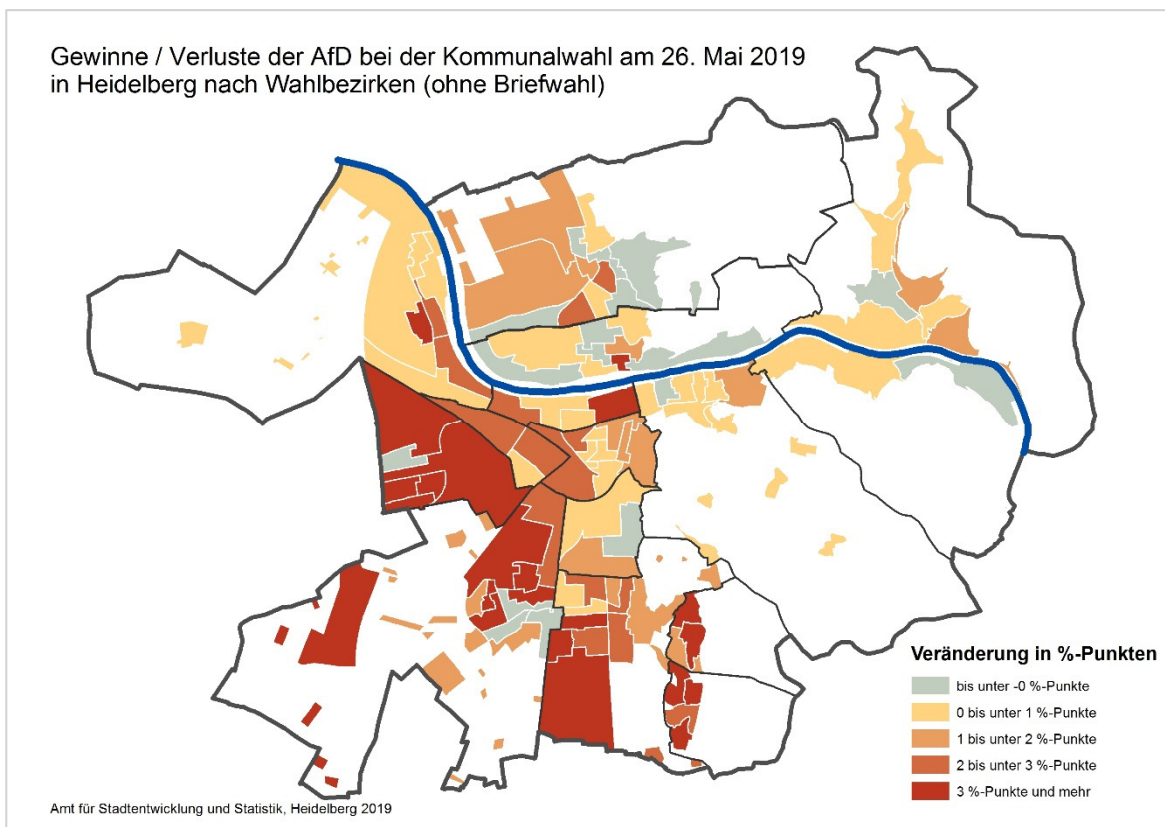 Gewinne / Verluste der AfD bei der Kommunalwahl am 26. Mai 2019
in Heidelberg nach Wahlbezirken (ohne Briefwahl)
Veränderung in %-Punkten
bis unter -0 %-Punkte
0 bis unter 1 %-Punkte
1 bis unter 2 %-Punkte
2 bis unter 3 %-Punkte
3 %-Punkte und mehr
Amt für Stadtentwicklung und Statistik, Heidelberg 2019